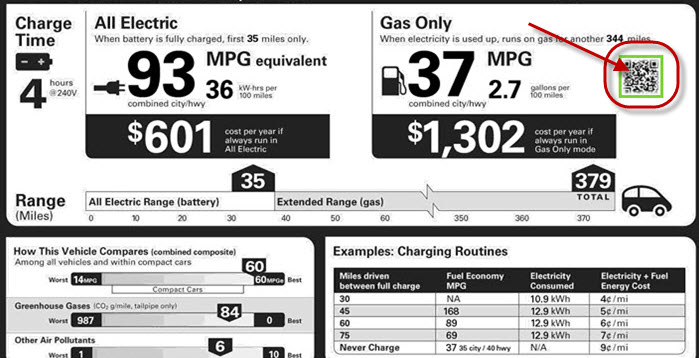 Charge
Time
4
hours
@240V
All Electric
When battery is fully charged, first 35 miles only.
93
MPG equivalent
36
kW-hrs per
100 miles
combined city/hwy
$601
cost per year if
always run in
All Electric
Gas Only
When electricity is used up, runs on gas for another 344 miles.
37
MPG
2.7
gallons per
100 miles
combined city/hwy
$1,302
cost per year if
always run in
Gas Only mode
Range
(Miles)
35
379
TOTAL
All Electric Range (battery)
Extended Range (gas)
0 10 20 30 40 50 60 350 360 370
How This Vehicle Compares (combined composite)
Among all vehicles and within compact cars
60
Worst 14MPG 60MPGe Best
Compact Cars
Greenhouse Gases (CO2 g/mile, tailpipe only)
84
Worst 987 0 Best
Other Air Pollutants
6
Worst 1 10 Best
Examples: Charging Routines
Miles driven between full charge Fuel Economy MPG Electricity Consumed Electricity + Fuel Energy Cost
30 NA 10.9 kWh 4¢/mi
45 168 12.9 kWh 5¢/mi
60 89 12.9 kWh 6¢/mi
75 69 12.9 kWh 7¢/mi
Never Charge 37 35 city / 40 hwy N/A 9¢/mi